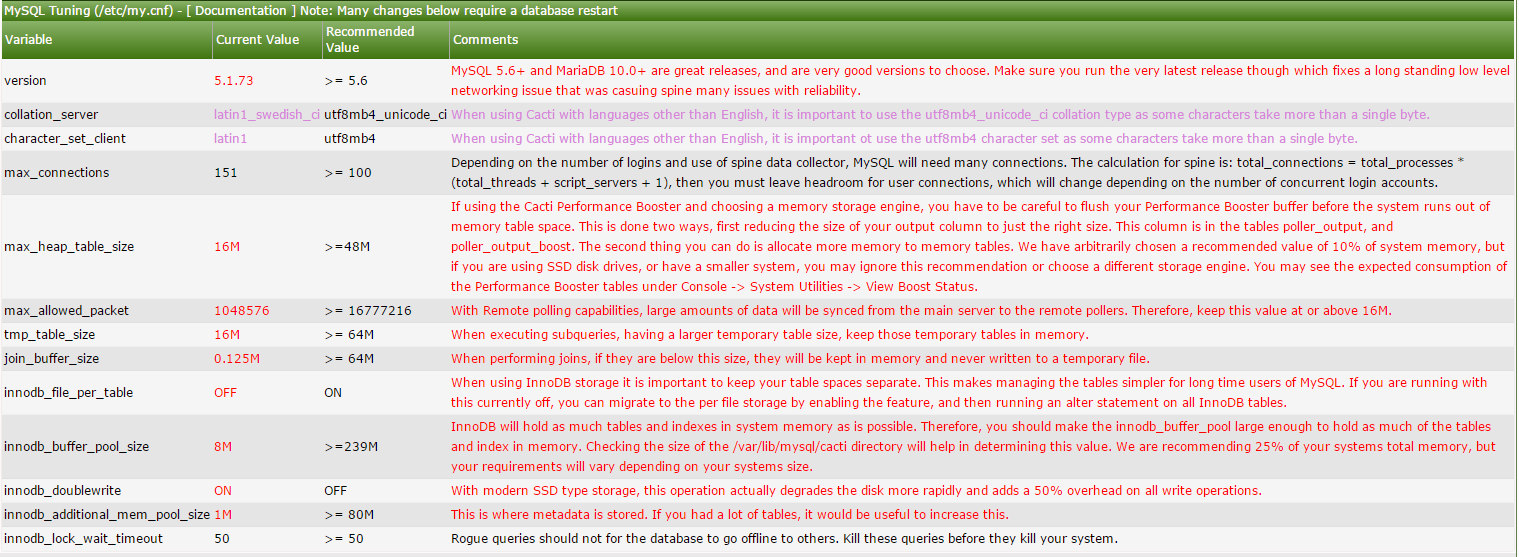 MySQL Tuning (/etc/my.cnf) - [ Documentation ] Note: Many changes below require a database restart
Variable Current Value Recommended Value Comments
version 5.1.73 >= 5.6 MySQL 5.6+ and MariaDB 10.0+ are great releases, and are very good versions to choose. Make sure you run the very latest release though which fixes a long standing low level
networking issue that was casuing spine many issues with reliability.
collation_server latin1_swedish_ci utf8mb4_unicode_ci When using Cacti with languages other than English, it is important to use the utf8mb4_unicode_ci collation type as some characters take more than a single byte.
character_set_client latin1 utf8mb4 When using Cacti with languages other than English, it is important ot use the utf8mb4 character set as some characters take more than a single byte.
max_connections 151 >= 100 Depending on the number of logins and use of spine data collector, MySQL will need many connections. The calculation for spine is: total_connections = total_processes *
(total_threads + script_servers + 1), then you must leave headroom for user connections, which will change depending on the number of concurrent login accounts.
max_heap_table_size 16M >=48M If using the Cacti Performance Booster and choosing a memory storage engine, you have to be careful to flush your Performance Booster buffer before the system runs out of
memory table space. This is done two ways, first reducing the size of your output column to just the right size. This column is in the tables poller_output, and
poller_output_boost. The second thing you can do is allocate more memory to memory tables. We have arbitrarily chosen a recommended value of 10% of system memory, but
if you are using SSD disk drives, or have a smaller system, you may ignore this recommendation or choose a different storage engine. You may see the expected consumption of
the Performance Booster tables under Console -> System Utilities -> View Boost Status.
max_allowed_packet 1048576 >= 16777216 With Remote polling capabilities, large amounts of data will be synced from the main server to the remote pollers. Therefore, keep this value at or above 16M.
tmp_table_size 16M >= 64M When executing subqueries, having a larger temporary table size, keep those temporary tables in memory.
join_buffer_size 0.125M >= 64M When performing joins, if they are below this size, they will be kept in memory and never written to a temporary file.
innodb_file_per_table OFF ON When using InnoDB storage it is important to keep your table spaces separate. This makes managing the tables simpler for long time users of MySQL. If you are running with
this currently off, you can migrate to the per file storage by enabling the feature, and then running an alter statement on all InnoDB tables.
innodb_buffer_pool_size 8M >=239M InnoDB will hold as much tables and indexes in system memory as is possible. Therefore, you should make the innodb_buffer_pool large enough to hold as much of the tables
and index in memory. Checking the size of the /var/lib/mysql/cacti directory will help in determining this value. We are recommending 25% of your systems total memory, but
your requirements will vary depending on your systems size.
innodb_doublewrite ON OFF With modern SSD type storage, this operation actually degrades the disk more rapidly and adds a 50% overhead on all write operations.
innodb_additional_mem_pool_size 1M >= 80M This is where metadata is stored. If you had a lot of tables, it would be useful to increase this.
innodb_lock_wait_timeout 50 >= 50 Rogue queries should not for the database to go offline to others. Kill these queries before they kill your system.